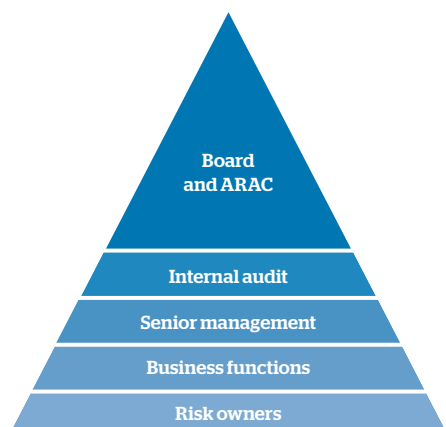 Board
and ARAC
Internal audit
Senior management
Business functions
Risk owners